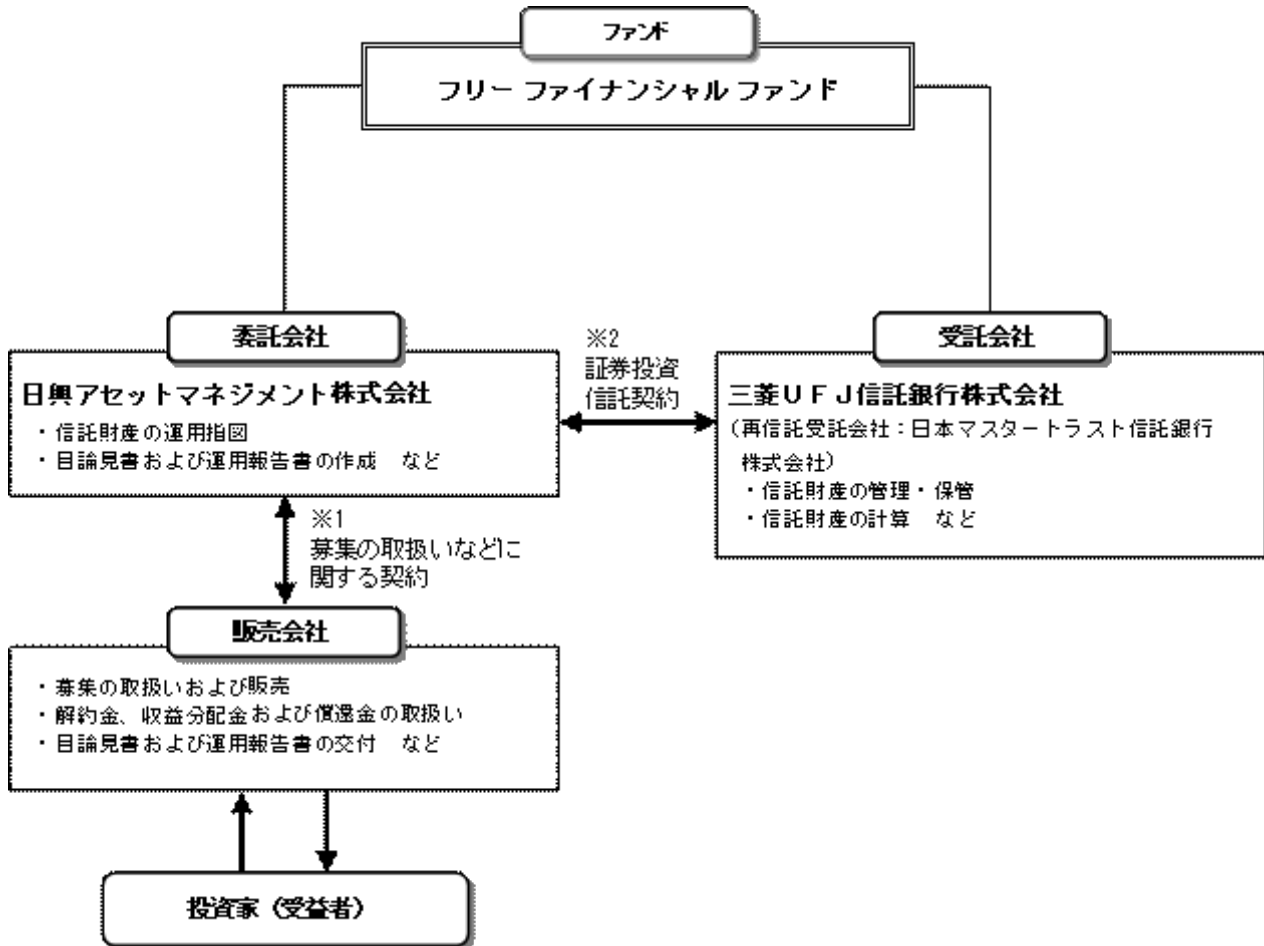 ファンド
フリー ファイナンシャル ファンド
委託会社
日興アセットマネジメント株式会社
・信託財産の運用指図
・目論見書および運用報告書の作成 など
※2
証券投資
信託契約
受託会社
三菱UFJ信託銀行株式会社
(再信託受託会社:日本マスタートラスト信託銀行
株式会社)
・信託財産の管理・保管
・信託財産の計算 など
※1
募集の取扱いなどに
関する契約
販売会社
・募集の取扱いおよび販売
・解約金、収益分配金および償還金の取扱い
・目論見書および運用報告書の交付 など
投資家(受益者)